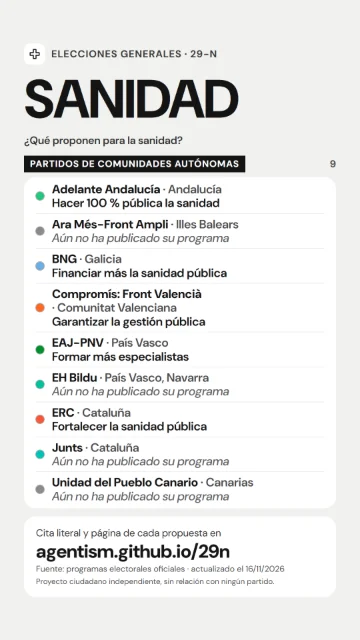 ELECCIONES GENERALES · 29-N
SANIDAD
¿Qué proponen para la sanidad?
PARTIDOS DE COMUNIDADES AUTÓNOMAS 9
Adelante Andalucía · Andalucía
Hacer 100 % pública la sanidad
Ara Més-Front Ampli · Illes Balears
Aún no ha publicado su programa
BNG · Galicia
Financiar más la sanidad pública
Compromís: Front Valencià
· Comunitat Valenciana
Garantizar la gestión pública
EAJ-PNV · País Vasco
Formar más especialistas
EH Bildu · País Vasco, Navarra
Aún no ha publicado su programa
ERC · Cataluña
Fortalecer la sanidad pública
Junts · Cataluña
Aún no ha publicado su programa
Unidad del Pueblo Canario · Canarias
Aún no ha publicado su programa
Cita literal y página de cada propuesta en
agentism.github.io/29n
Fuente: programas electorales oficiales · actualizado el 16/11/2026
Proyecto ciudadano independiente, sin relación con ningún partido.